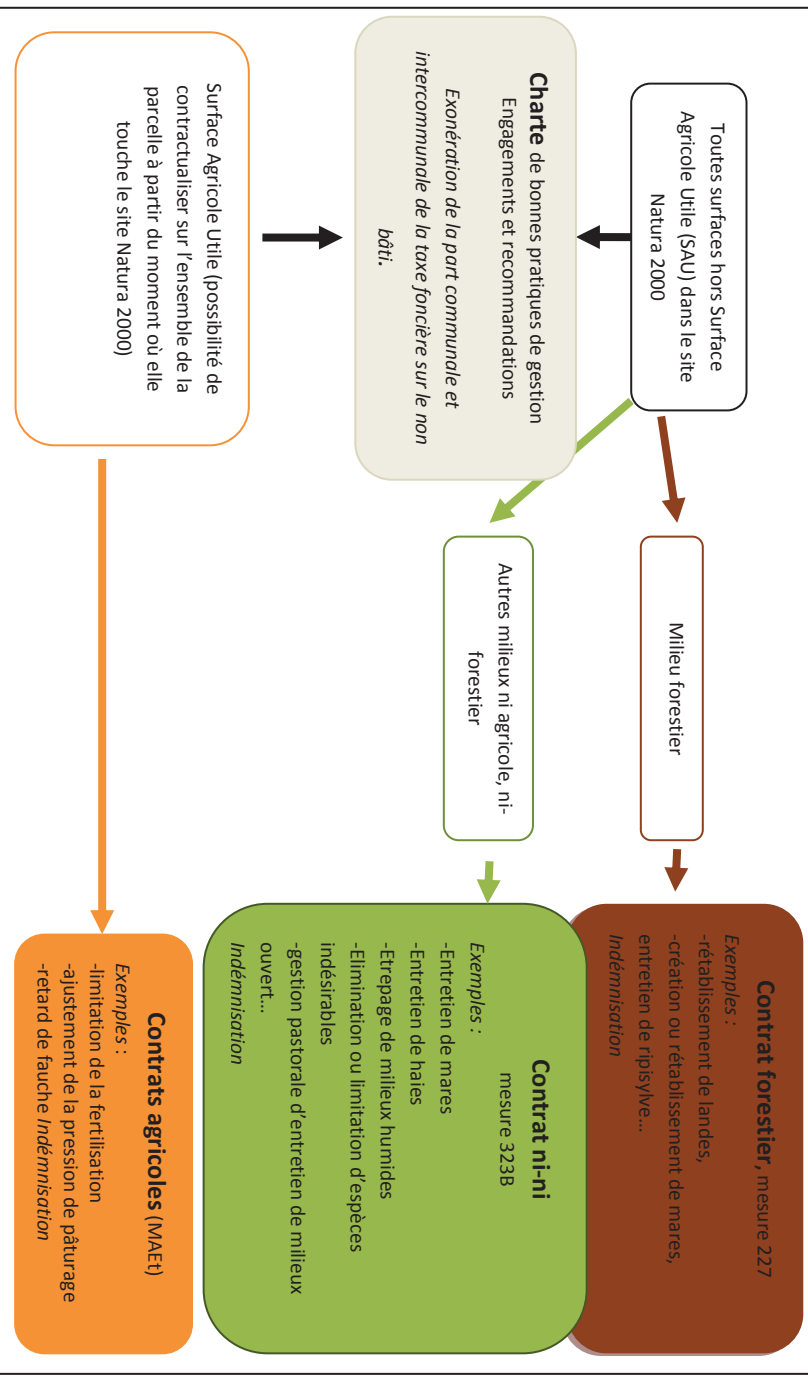 Toutes surfaces hors Surface
Agricole Utile (SAU) dans le site
Natura 2000
Charte de bonnes pratiques de gestion
Engagements et recommandations
Exonération de la part communale et
intercommunale de la taxe foncière sur le non
bâti.
Surface Agricole Utile (possibilité de
contractualiser sur l’ensemble de la
parcelle à partir du moment où elle
touche le site Natura 2000)
Milieu forestier
Autres milieux ni agricole, ni-
forestier
Contrat forestier, mesure 227
Exemples :
-rétablissement de landes,
-création ou rétablissement de mares,
entretien de ripisylve…
Indémnisation
Contrat ni-ni
mesure 323B
Exemples :
-Entretien de mares
-Entretien de haies
-Etrepage de milieux humides
-Elimination ou limitation d’espèces
indésirables
-gestion pastorale d’entretien de milieux
ouvert…
Indémnisation
Contrats agricoles (MAEt)
Exemples :
-limitation de la fertilisation
-ajustement de la pression de pâturage
-retard de fauche Indémnisation